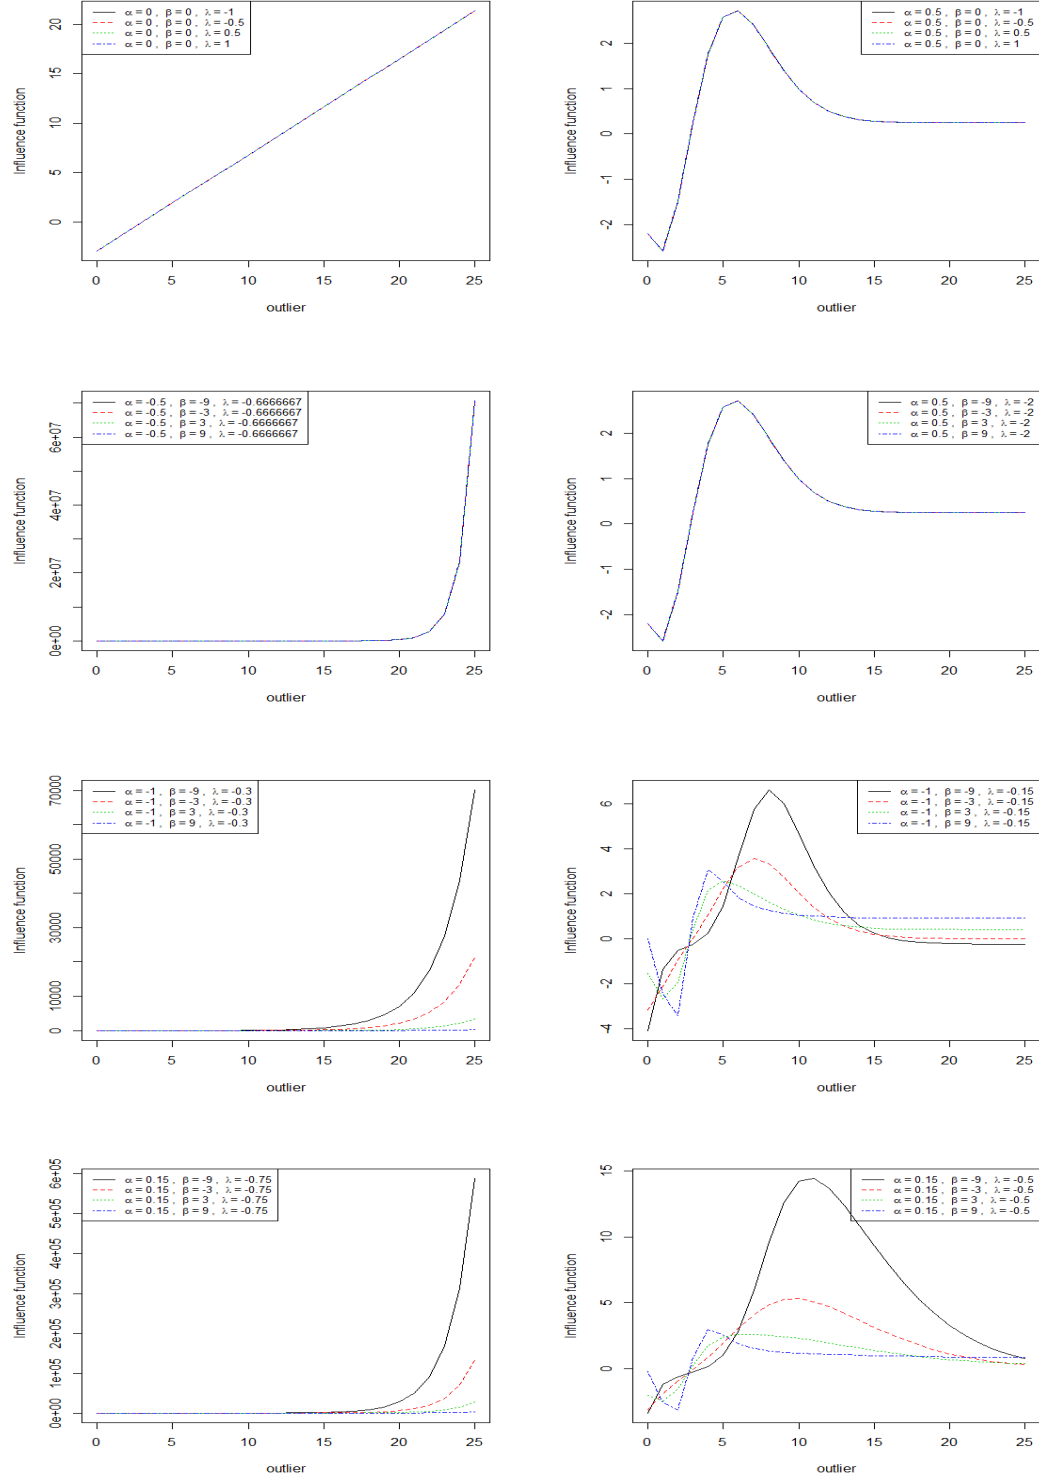 α = 0 , β = 0 , λ = -1
α = 0 , β = 0 , λ = -0.5
α = 0 , β = 0 , λ = 0.5
α = 0 , β = 0 , λ = 1
Influence function
0 5 10 15 20
0 5 10 15 20 25
outlier
α = 0.5 , β = 0 , λ = -1
α = 0.5 , β = 0 , λ = -0.5
α = 0.5 , β = 0 , λ = 0.5
α = 0.5 , β = 0 , λ = 1
Influence function
-2 0 1 2
0 5 10 15 20 25
outlier
α = -0.5 , β = -9 , λ = -0.6666667
α = -0.5 , β = -3 , λ = -0.6666667
α = -0.5 , β = 3 , λ = -0.6666667
α = -0.5 , β = 9 , λ = -0.6666667
Influence function
0e+00 2e+07 4e+07 6e+07
0 5 10 15 20 25
outlier
α = 0.5 , β = -9 , λ = -2
α = 0.5 , β = -3 , λ = -2
α = 0.5 , β = 3 , λ = -2
α = 0.5 , β = 9 , λ = -2
Influence function
-2 -1 0 1 2
0 5 10 15 20 25
outlier
α = -1 , β = -9 , λ = -0.3
α = -1 , β = -3 , λ = -0.3
α = -1 , β = 3 , λ = -0.3
α = -1 , β = 9 , λ = -0.3
Influence function
0 10000 30000 50000 70000
0 5 10 15 20 25
outlier
α = -1 , β = -9 , λ = -0.15
α = -1 , β = -3 , λ = -0.15
α = -1 , β = 3 , λ = -0.15
α = -1 , β = 9 , λ = -0.15
Influence function
-4 -2 0 2 4 6
0 5 10 15 20 25
outlier
α = 0.15 , β = -9 , λ = -0.75
α = 0.15 , β = -3 , λ = -0.75
α = 0.15 , β = 3 , λ = -0.75
α = 0.15 , β = 9 , λ = -0.75
Influence function
0e+00 1e+05 2e+05 3e+05 4e+05 5e+05 6e+05
0 5 10 15 20 25
outlier
α = 0.15 , β = -9 , λ = -0.5
α = 0.15 , β = -3 , λ = -0.5
α = 0.15 , β = 3 , λ = -0.5
α = 0.15 , β = 9 , λ = -0.5
Influence function
0 5 10 15
0 5 10 15 20 25
outlier